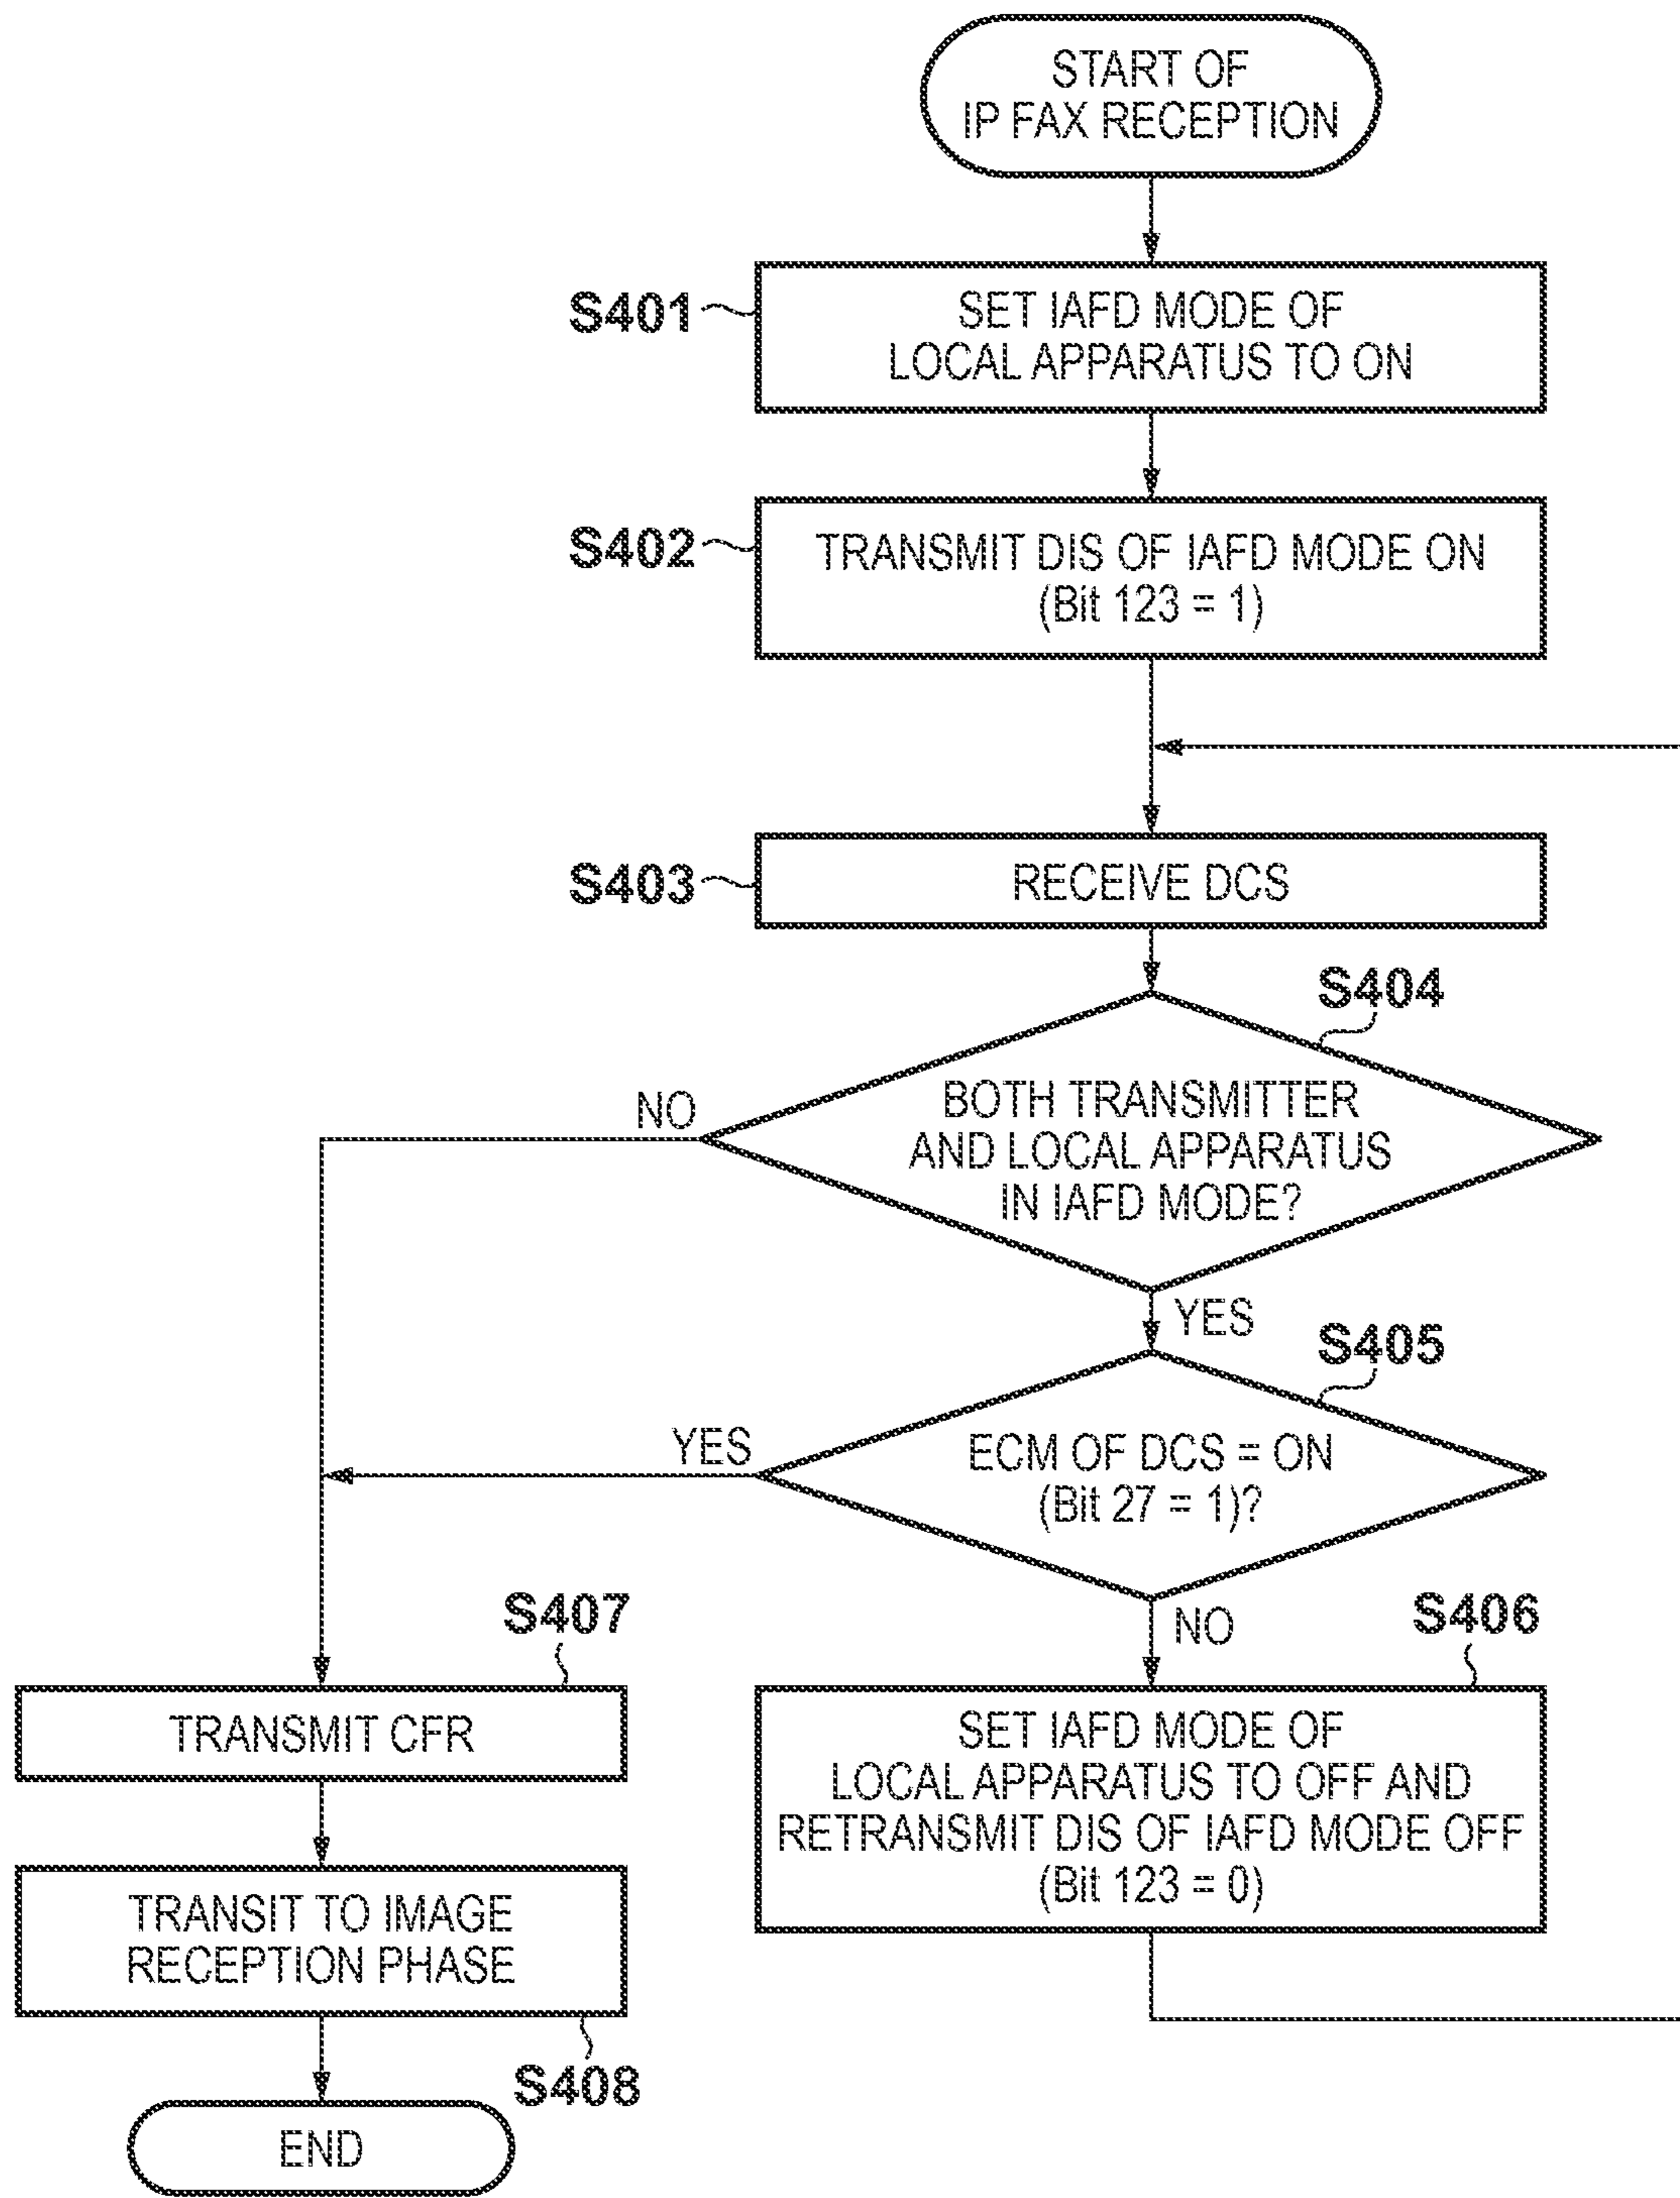 START OF
IP FAX RECEPTION
S401
SET IAFD MODE OF
LOCAL APPARATUS TO ON
S402
TRANSMIT DIS OF IAFD MODE ON
(Bit 123 = 1)
S403
RECEIVE DCS
S404
BOTH TRANSMITTER
AND LOCAL APPARATUS
IN IAFD MODE?
NO
YES
S405
ECM OF DCS = ON
(Bit 27 = 1)?
YES
NO
S406
SET IAFD MODE OF
LOCAL APPARATUS TO OFF AND
RETRANSMIT DIS OF IAFD MODE OFF
(Bit 123 = 0)
S407
TRANSMIT CFR
TRANSIT TO IMAGE
RECEPTION PHASE
S408
END